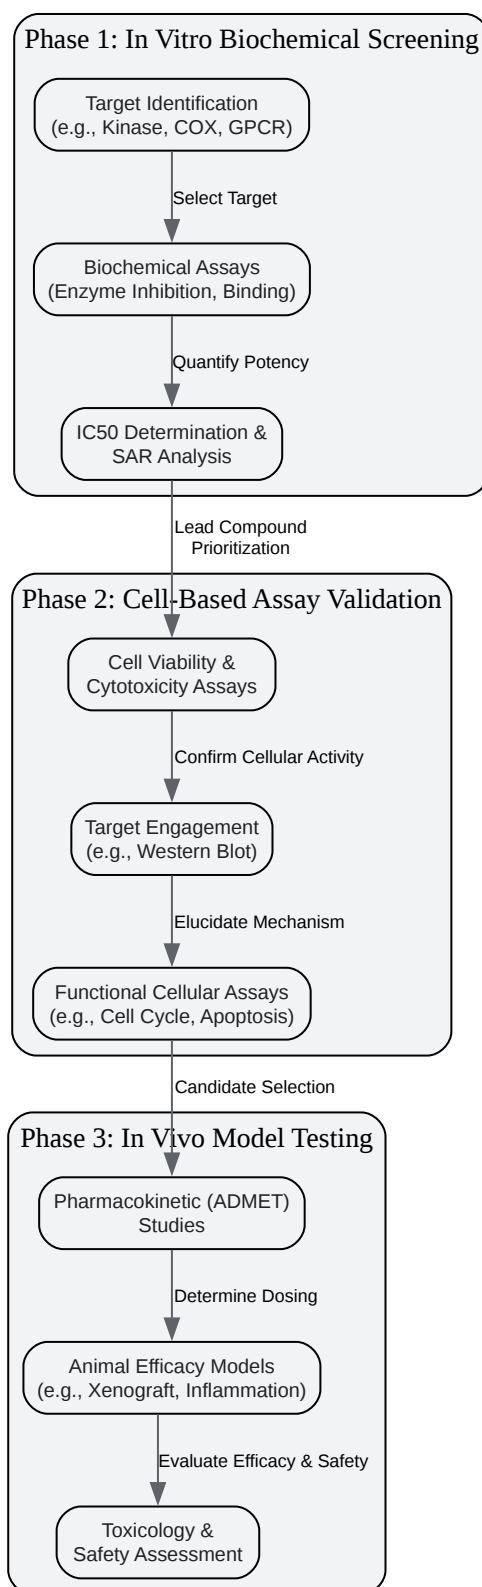 Phase 1: In Vitro Biochemical Screening
Target Identification
(e.g., Kinase, COX, GPCR)
Select Target
Biochemical Assays
(Enzyme Inhibition, Binding)
Quantify Potency
IC50 Determination &
SAR Analysis
Lead Compound
Prioritization
Phase 2: Cell-Based Assay Validation
Cell Viability &
Cytotoxicity Assays
Confirm Cellular Activity
Target Engagement
(e.g., Western Blot)
Elucidate Mechanism
Functional Cellular Assays
(e.g., Cell Cycle, Apoptosis)
Candidate Selection
Phase 3: In Vivo Model Testing
Pharmacokinetic (ADMET)
Studies
Determine Dosing
Animal Efficacy Models
(e.g., Xenograft, Inflammation)
Evaluate Efficacy & Safety
Toxicology &
Safety Assessment